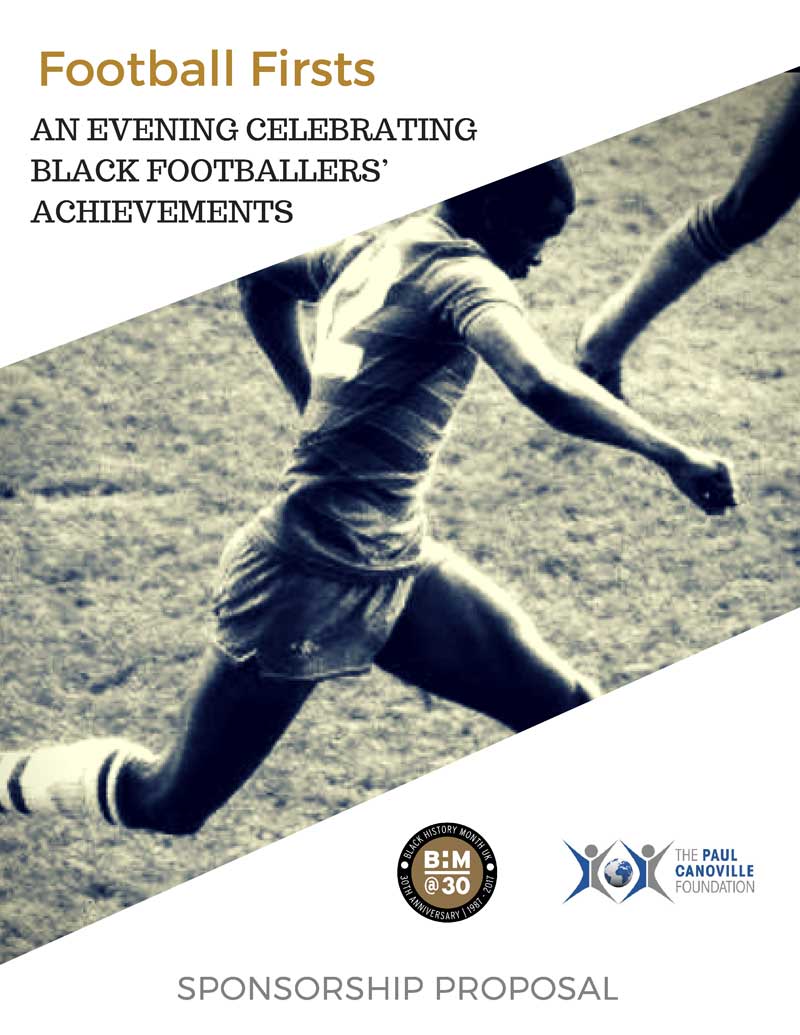 Football Firsts
AN EVENING CELEBRATING
BLACK FOOTBALLERS’
ACHIEVEMENTS
BLACK HISTORY MONTH UK
BHM
@30
30TH ANNIVERSARY | 1987 - 2017
THE PAUL
CANOVILLE
FOUNDATION
SPONSORSHIP PROPOSAL